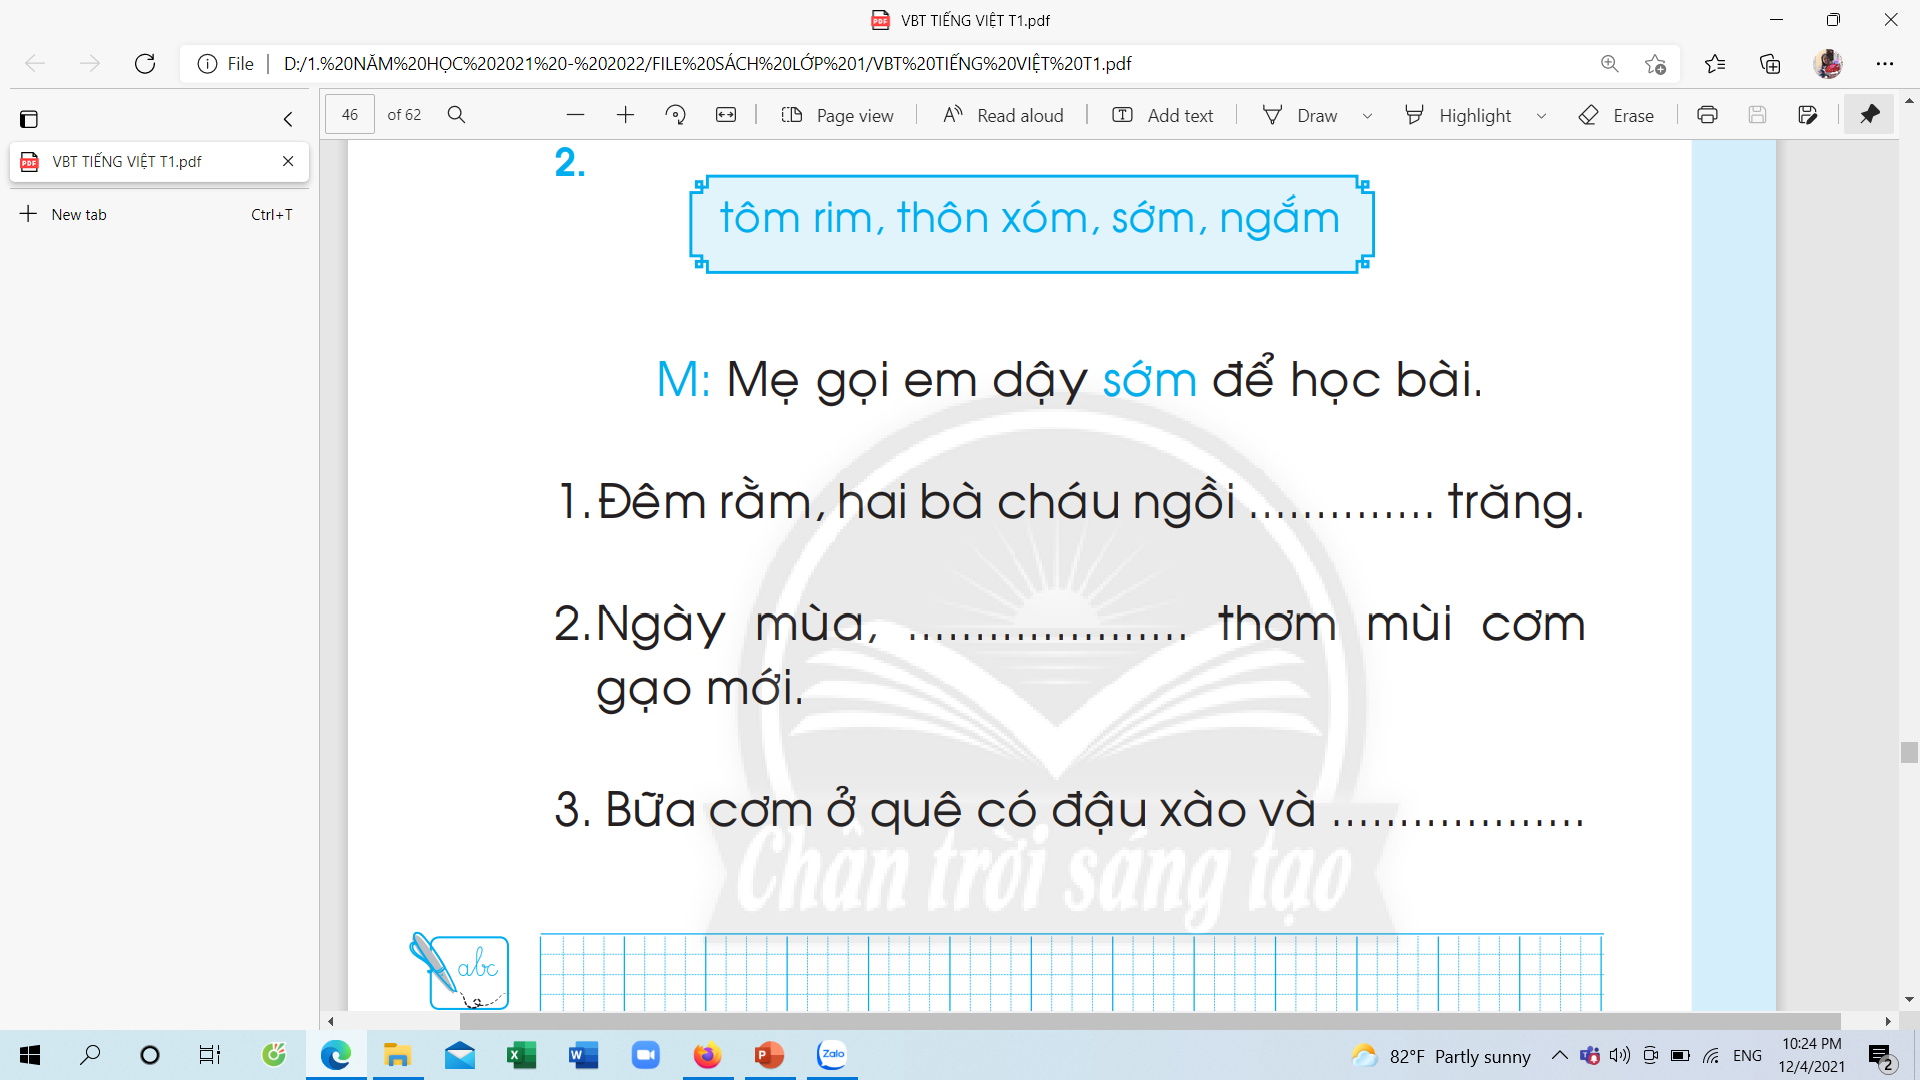 VBT TIẾNG VIỆT T1.pdf
File
D:/1.%20NĂM%20HỌC%202021%20-%202022/FILE%20SÁCH%20LỚP%201/VBT%20TIẾNG%20VIỆT%20T1.pdf
46 of 62
Page view
Read aloud
Add text
Draw
Highlight
Erase
VBT TIẾNG VIỆT T1.pdf
New tab Ctrl+T
2.
tôm rim, thôn xóm, sớm, ngắm
M: Mẹ gọi em dậy sớm để học bài.
1. Đêm rằm, hai bà cháu ngồi .............. trăng.
2. Ngày mùa, ..................... thơm mùi cơm
gạo mới.
3. Bữa cơm ở quê có đậu xào và ...................
Chân trời sáng tạo
abc
Zalo
82°F Partly sunny
ENG
10:24 PM
12/4/2021
2